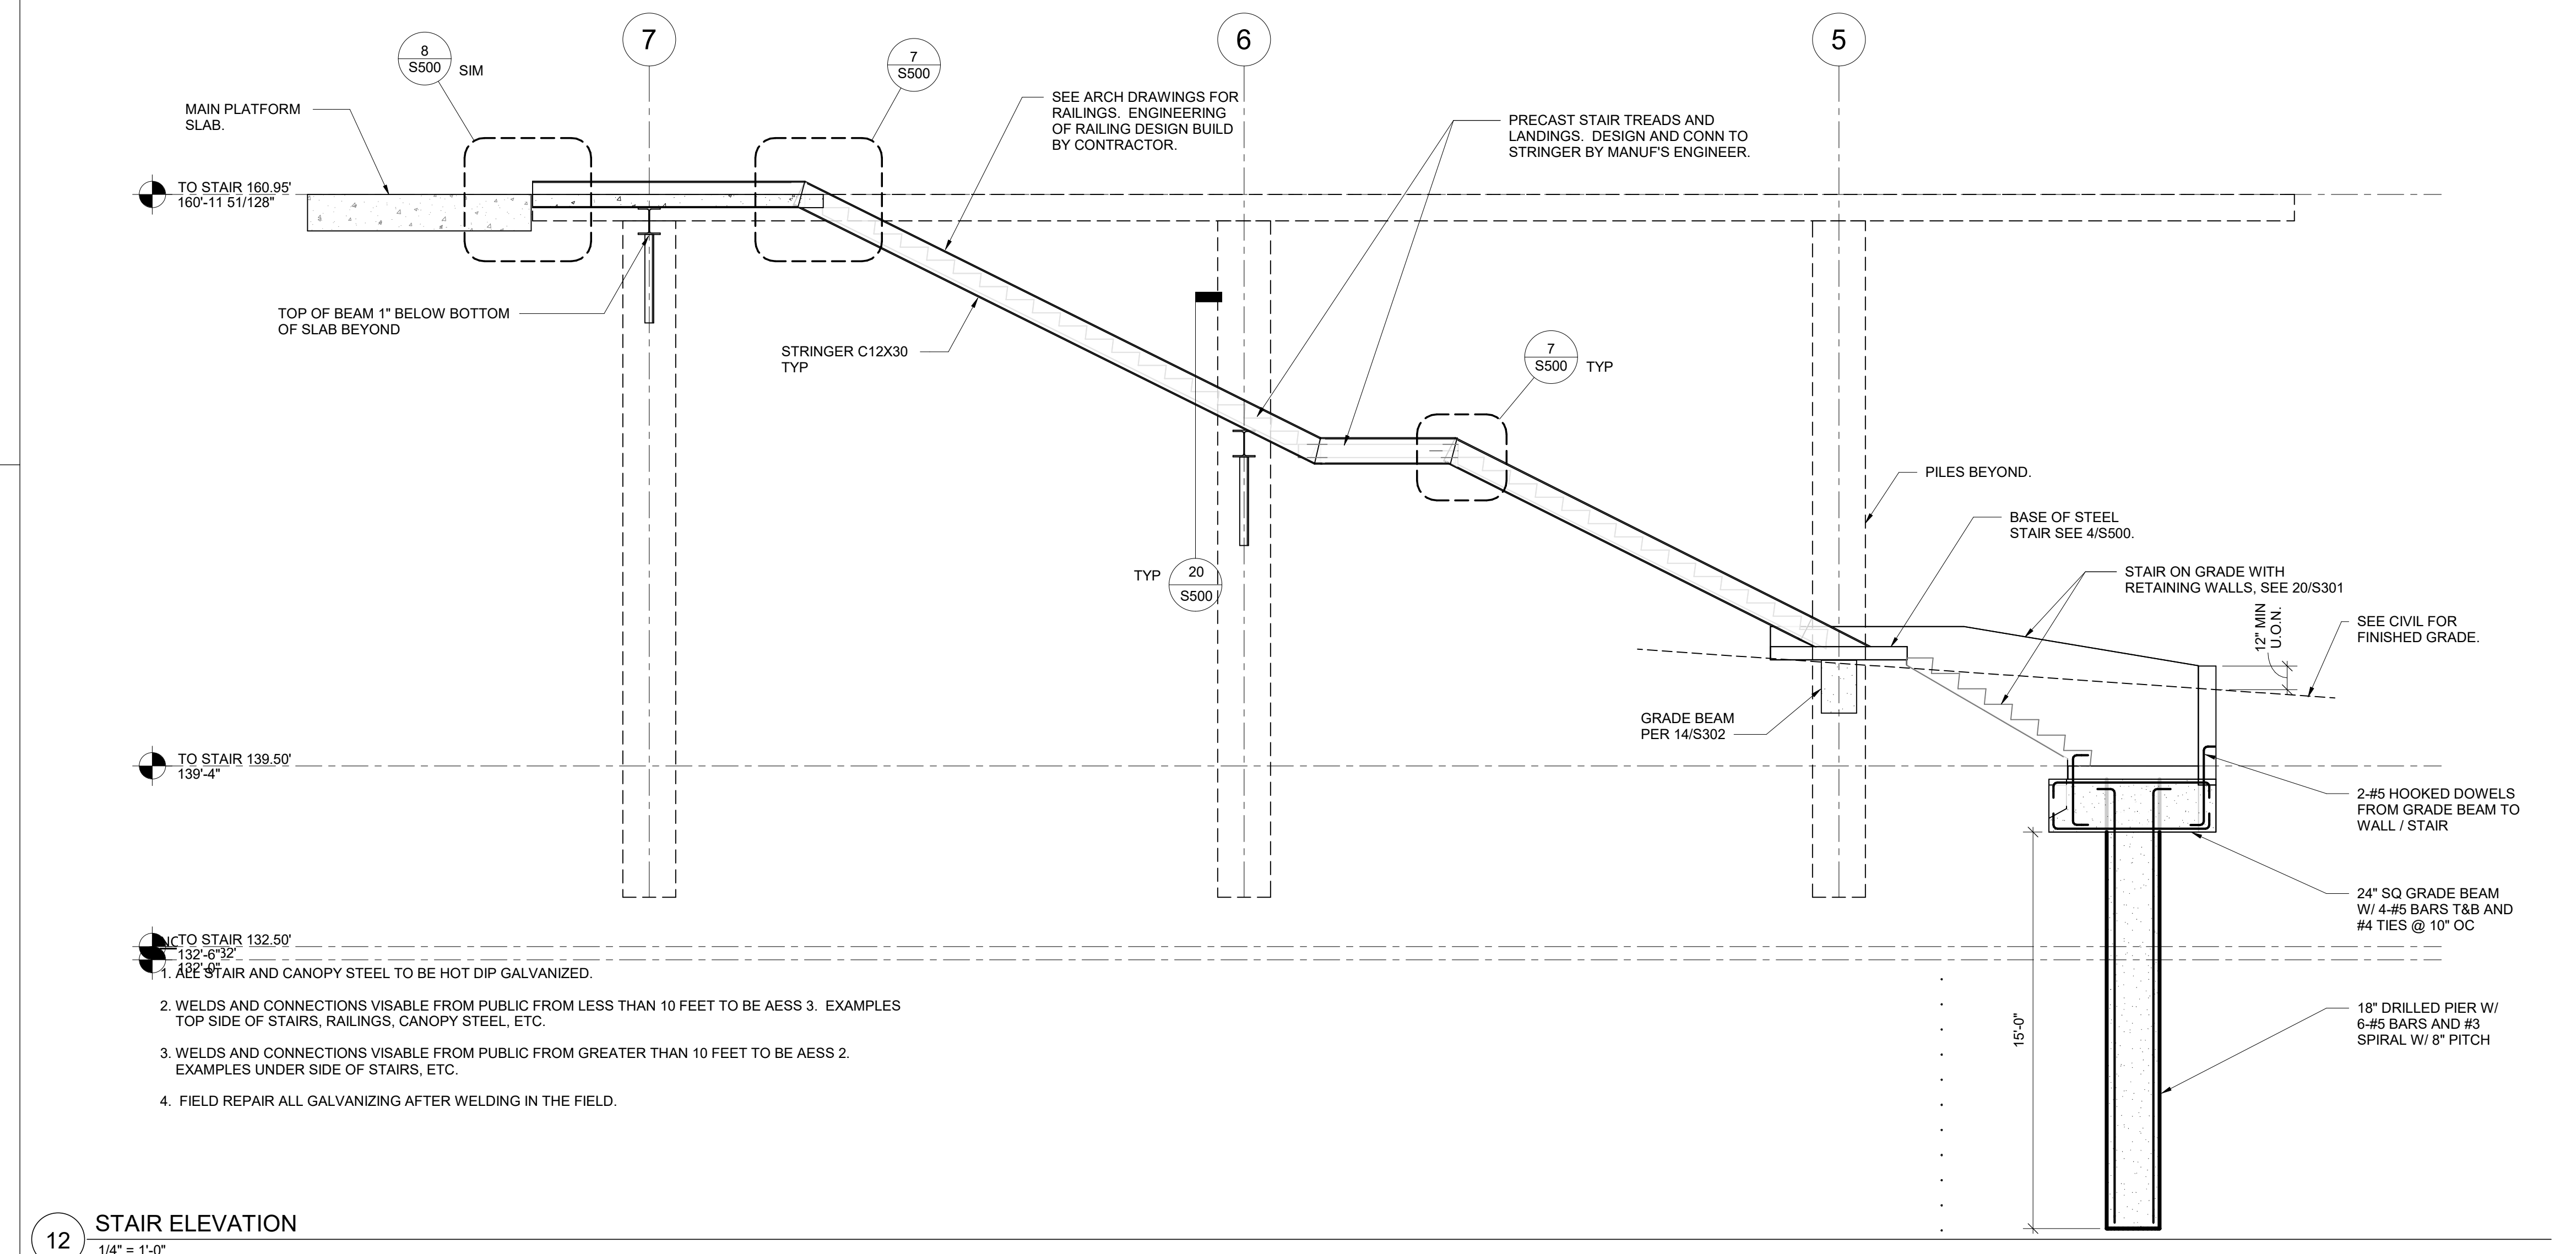 7
6
5
8
S500
SIM
7
S500
MAIN PLATFORM
SLAB.
SEE ARCH DRAWINGS FOR
RAILINGS.  ENGINEERING
OF RAILING DESIGN BUILD
BY CONTRACTOR.
PRECAST STAIR TREADS AND
LANDINGS.  DESIGN AND CONN TO
STRINGER BY MANUF'S ENGINEER.
TO STAIR 160.95'
160'-11 51/128"
TOP OF BEAM 1" BELOW BOTTOM
OF SLAB BEYOND
STRINGER C12X30
TYP
7
S500
TYP
PILES BEYOND.
BASE OF STEEL
STAIR SEE 4/S500.
TYP
20
S500
STAIR ON GRADE WITH
RETAINING WALLS, SEE 20/S301
12" MIN
U.O.N.
SEE CIVIL FOR
FINISHED GRADE.
GRADE BEAM
PER 14/S302
TO STAIR 139.50'
139'-4"
2-#5 HOOKED DOWELS
FROM GRADE BEAM TO
WALL / STAIR
24" SQ GRADE BEAM
W/ 4-#5 BARS T&B AND
#4 TIES @ 10" OC
TO STAIR 132.50'
132'-6"
132'-0"
1. ALL STAIR AND CANOPY STEEL TO BE HOT DIP GALVANIZED.
2. WELDS AND CONNECTIONS VISABLE FROM PUBLIC FROM LESS THAN 10 FEET TO BE AESS 3.  EXAMPLES
TOP SIDE OF STAIRS, RAILINGS, CANOPY STEEL, ETC.
3. WELDS AND CONNECTIONS VISABLE FROM PUBLIC FROM GREATER THAN 10 FEET TO BE AESS 2.
EXAMPLES UNDER SIDE OF STAIRS, ETC.
4.  FIELD REPAIR ALL GALVANIZING AFTER WELDING IN THE FIELD.
15'-0"
18" DRILLED PIER W/
6-#5 BARS AND #3
SPIRAL W/ 8" PITCH
12
STAIR ELEVATION
1/4" = 1'-0"